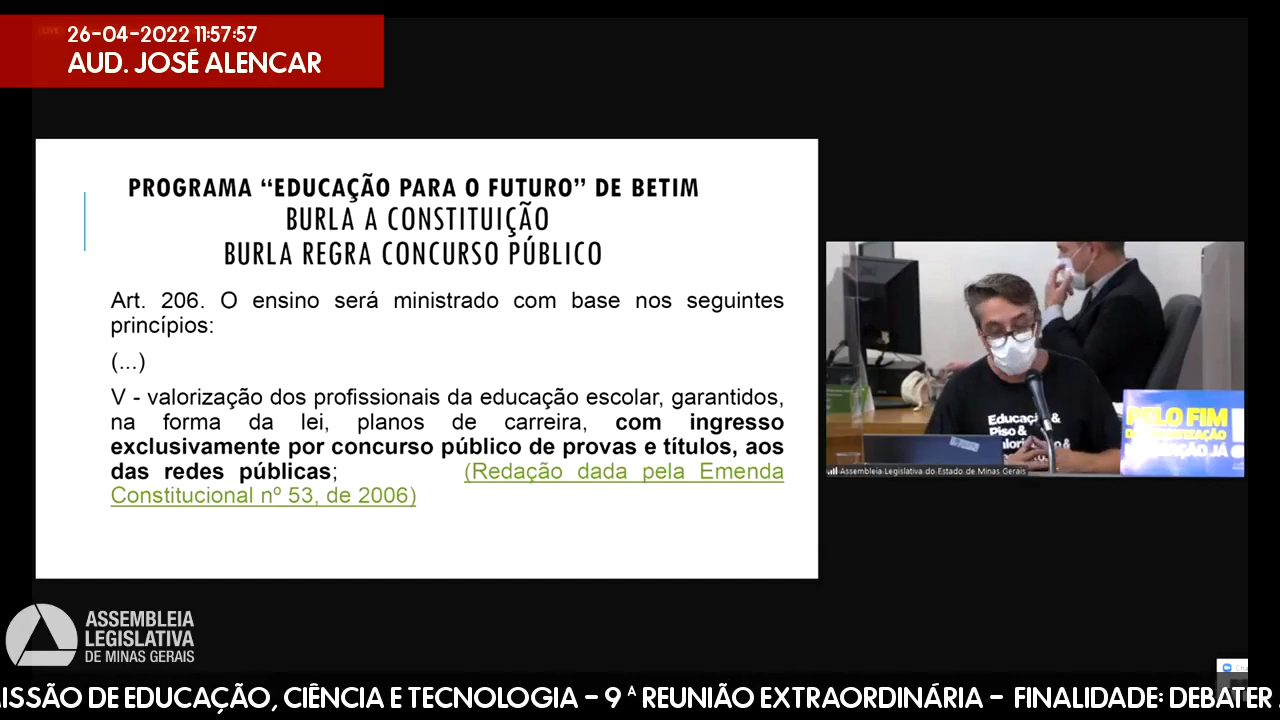 26-04-2022 11:57:57
AUD. JOSÉ ALENCAR
PROGRAMA “EDUCAÇÃO PARA O FUTURO” DE BETIM
BURLA A CONSTITUIÇÃO
BURLA REGRA CONCURSO PÚBLICO
Art. 206. O ensino será ministrado com base nos seguintes
princípios:
(...)
V - valorização dos profissionais da educação escolar, garantidos,
na forma da lei, planos de carreira, com ingresso
exclusivamente por concurso público de provas e títulos, aos
das redes públicas; (Redação dada pela Emenda
Constitucional nº 53, de 2006)
Educação &
Piso &
PELO FIM
Assembleia Legislativa do Estado de Minas Gerais
ASSEMBLEIA
LEGISLATIVA
DE MINAS GERAIS
ISSÃO DE EDUCAÇÃO, CIÊNCIA E TECNOLOGIA - 9ª REUNIÃO EXTRAORDINÁRIA - FINALIDADE: DEBATER